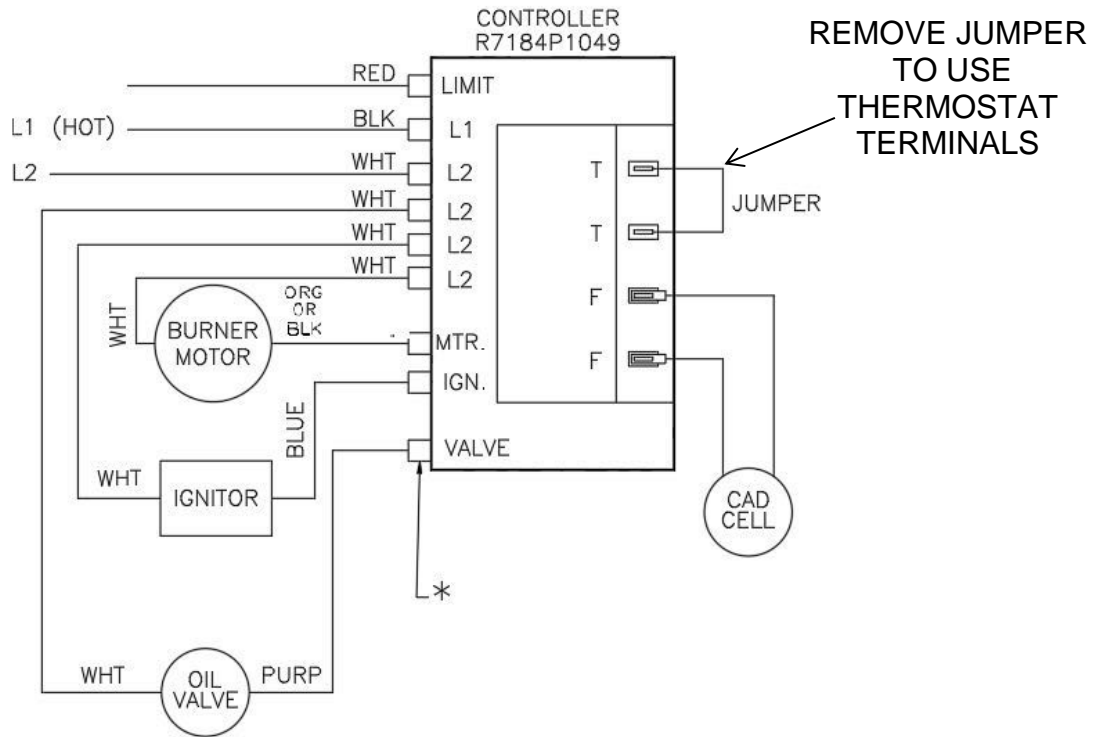 CONTROLLER
R7184P1049
REMOVE JUMPER
TO USE
THERMOSTAT
TERMINALS
RED
LIMIT
L1 (HOT)
BLK
L1
L2
WHT
L2
WHT
L2
WHT
L2
WHT
L2
T
T
JUMPER
F
F
WHT
BURNER
MOTOR
ORG
OR
BLK
MTR.
IGN.
BLUE
VALVE
WHT
IGNITOR
CAD
CELL
*
WHT
OIL
VALVE
PURP